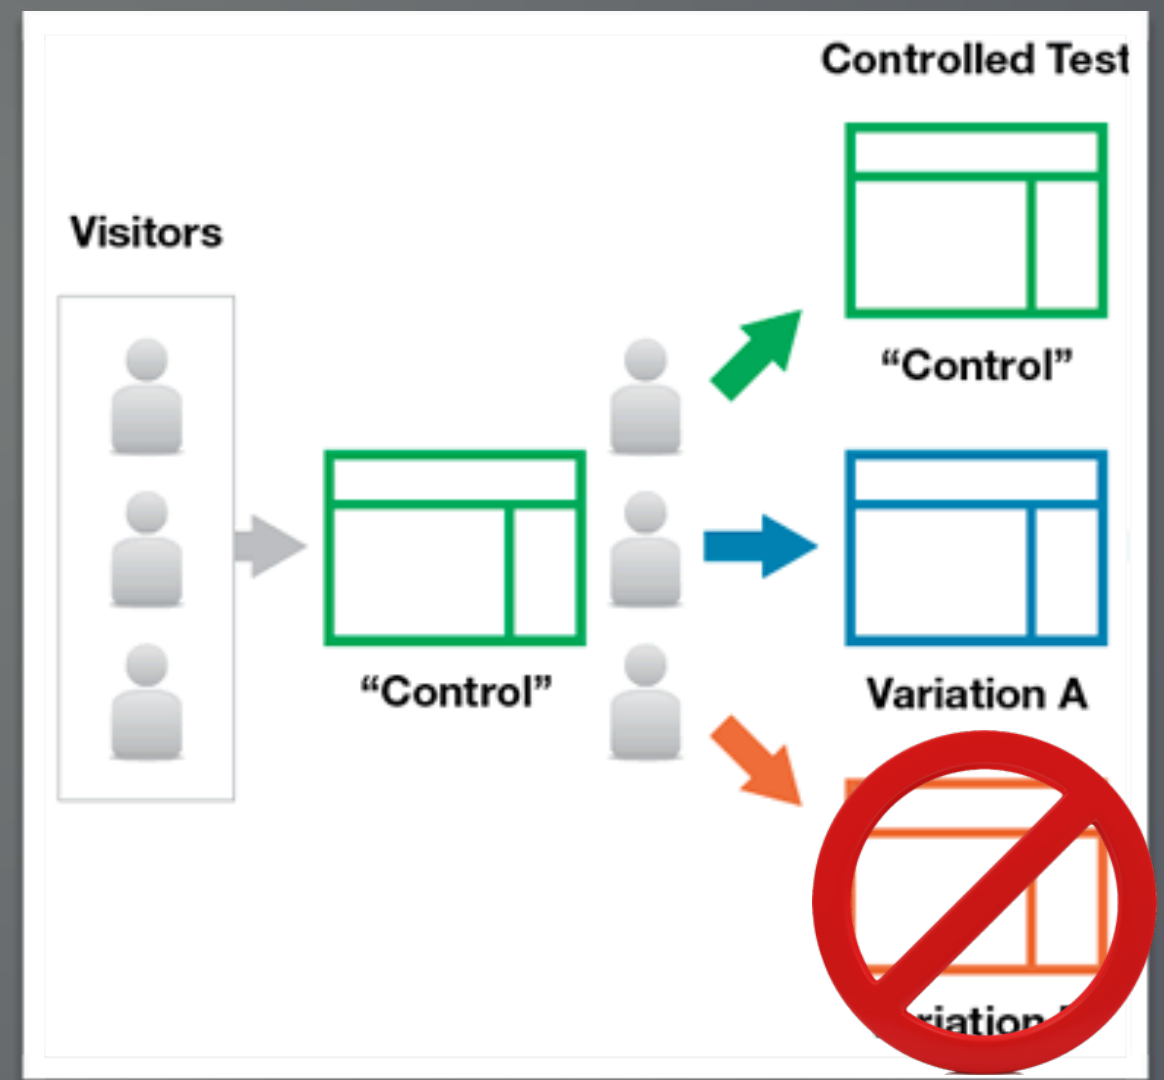 Controlled Test
Visitors
“Control”
“Control”
Variation A